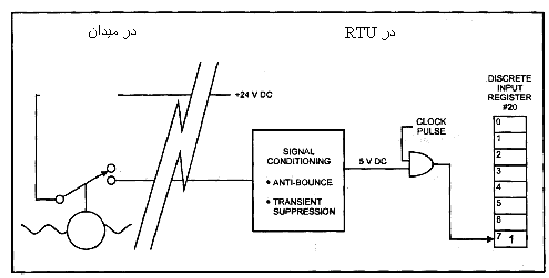 در میدان
در RTU
+24 V DC
DISCRETE
INPUT
REGISTER
#20
CLOCK
PULSE
SIGNAL
CONDITIONING
• ANTI-BOUNCE
• TRANSIENT
SUPPRESSION
5 V DC
0
1
2
3
4
5
6
7 1